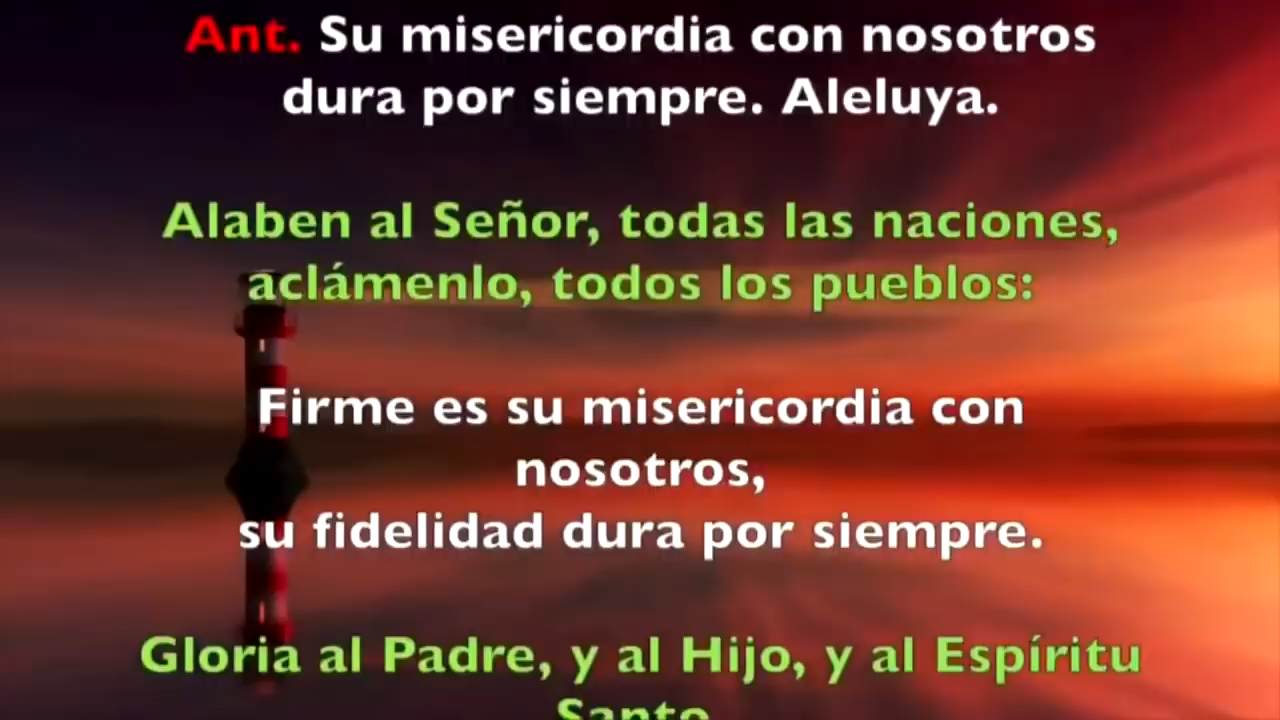 Ant. Su misericordia con nosotros
dura por siempre. Aleluya.
Alaben al Señor, todas las naciones,
aclámenlo, todos los pueblos:
Firme es su misericordia con
nosotros,
su fidelidad dura por siempre.
Gloria al Padre, y al Hijo, y al Espíritu
Santo